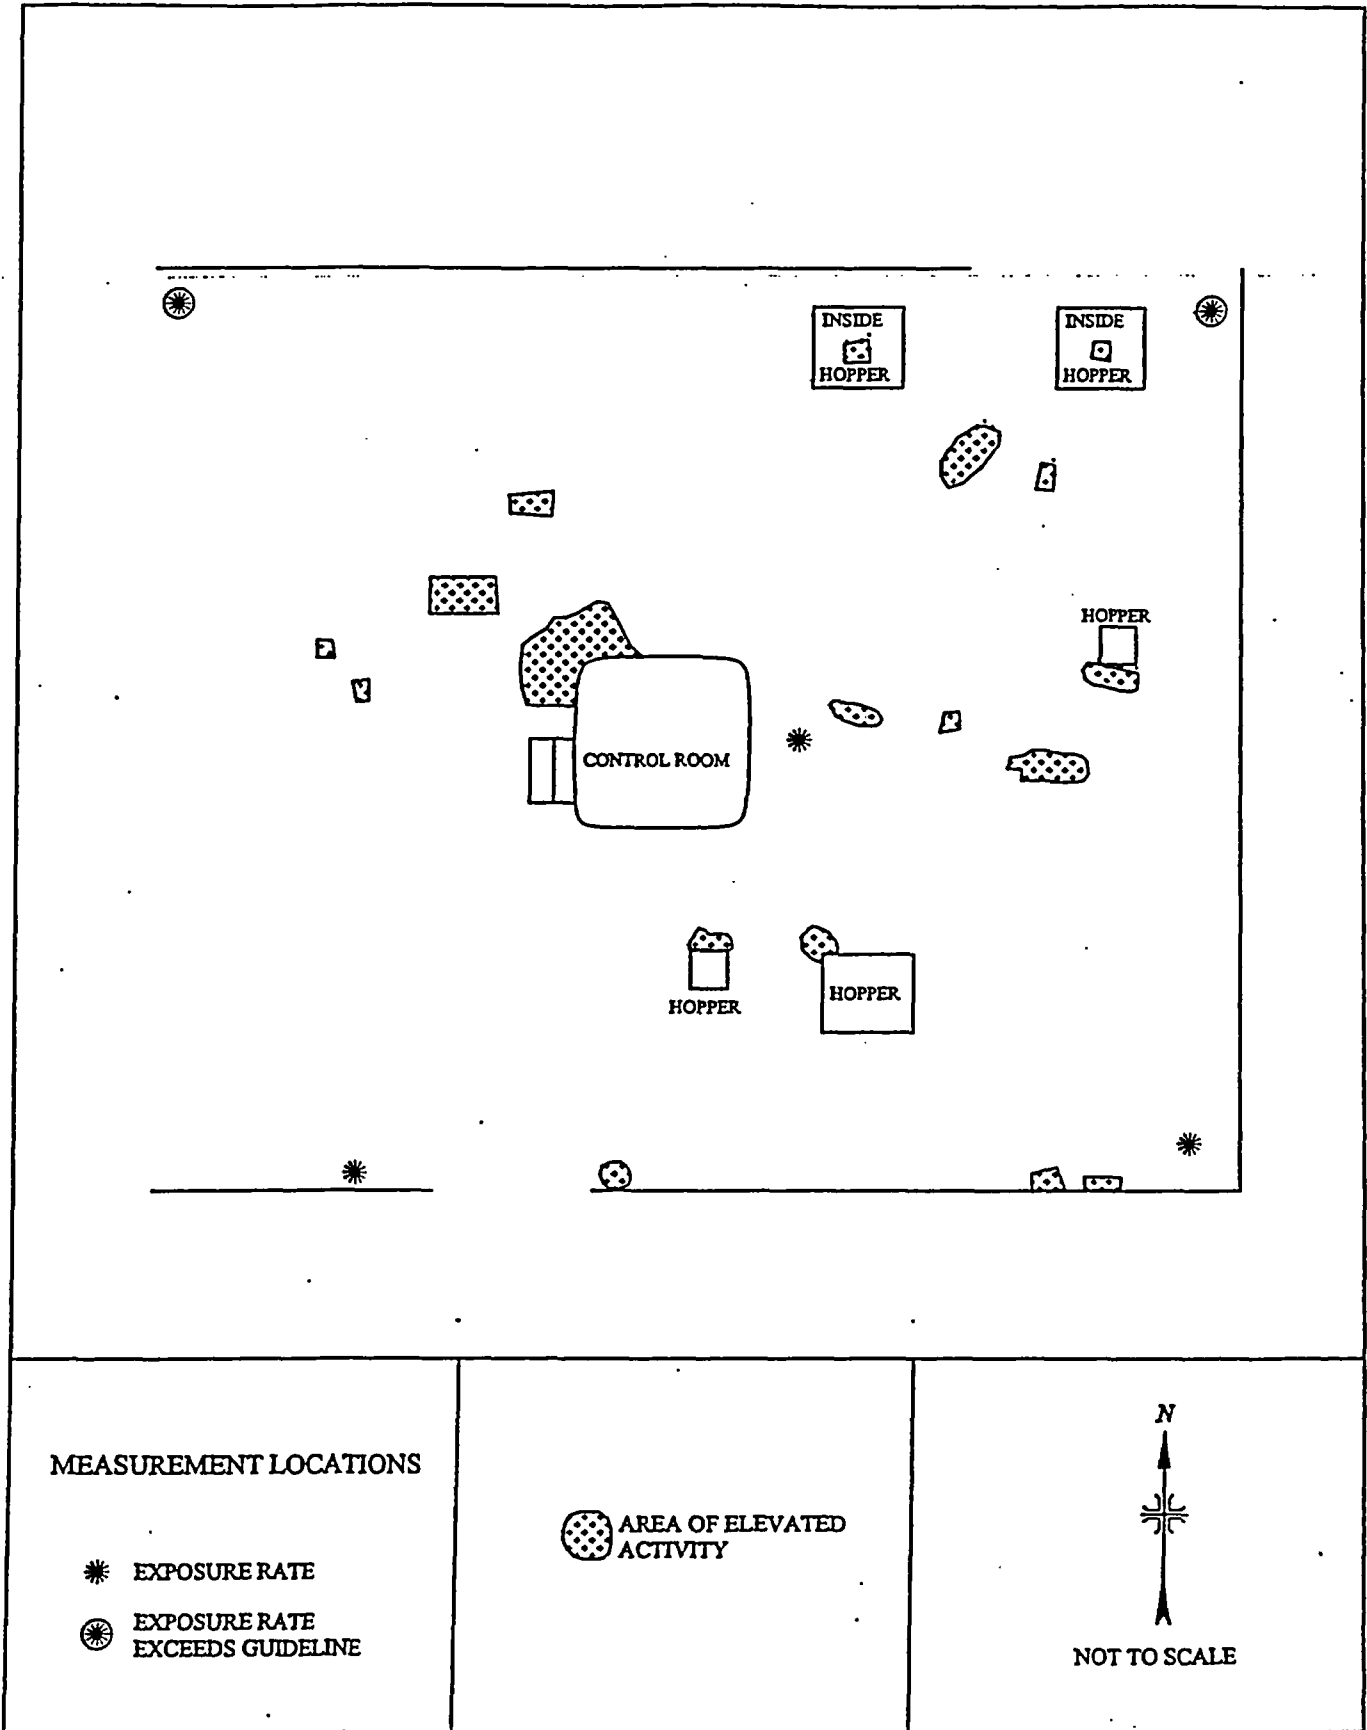 INSIDE
HOPPER
INSIDE
HOPPER
HOPPER
CONTROL ROOM
HOPPER
HOPPER
MEASUREMENT LOCATIONS
EXPOSURE RATE
EXPOSURE RATE
EXCEEDS GUIDELINE
AREA OF ELEVATED
ACTIVITY
N
NOT TO SCALE